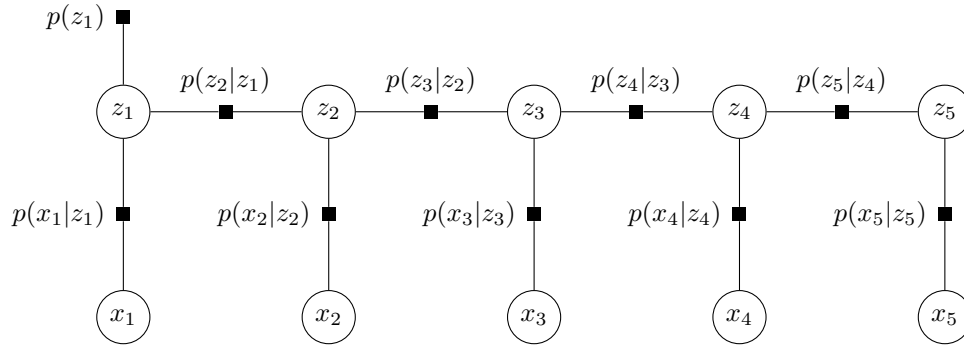 p(z₁)
p(z₂|z₁) p(z₃|z₂) p(z₄|z₃) p(z₅|z₄)
z₁ z₂ z₃ z₄ z₅
p(x₁|z₁) p(x₂|z₂) p(x₃|z₃) p(x₄|z₄) p(x₅|z₅)
x₁ x₂ x₃ x₄ x₅